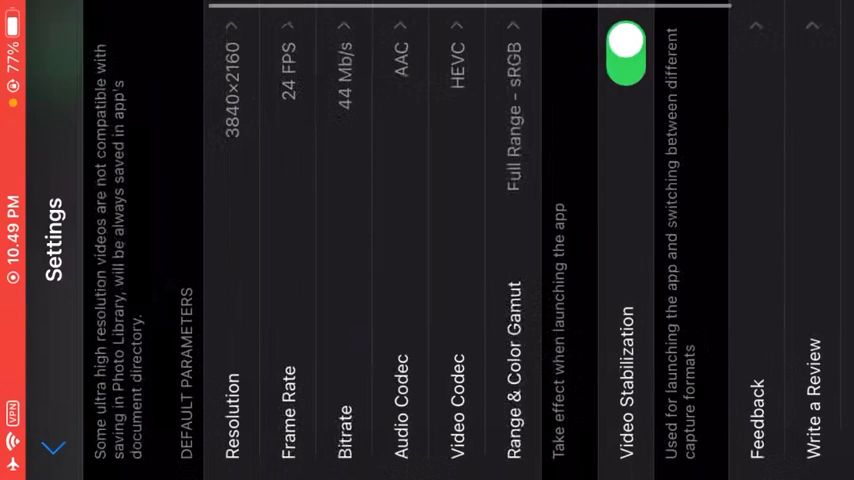 10.49 PM
VPN
77%
Settings
Some ultra high resolution videos are not compatible with
saving in Photo Library, will be always saved in app's
document directory.
DEFAULT PARAMETERS
Resolution 3840×2160
Frame Rate 24 FPS
Bitrate 44 Mb/s
Audio Codec AAC
Video Codec HEVC
Range & Color Gamut Full Range - sRGB
Take effect when launching the app
Video Stabilization
Used for launching the app and switching between different
capture formats
Feedback
Write a Review